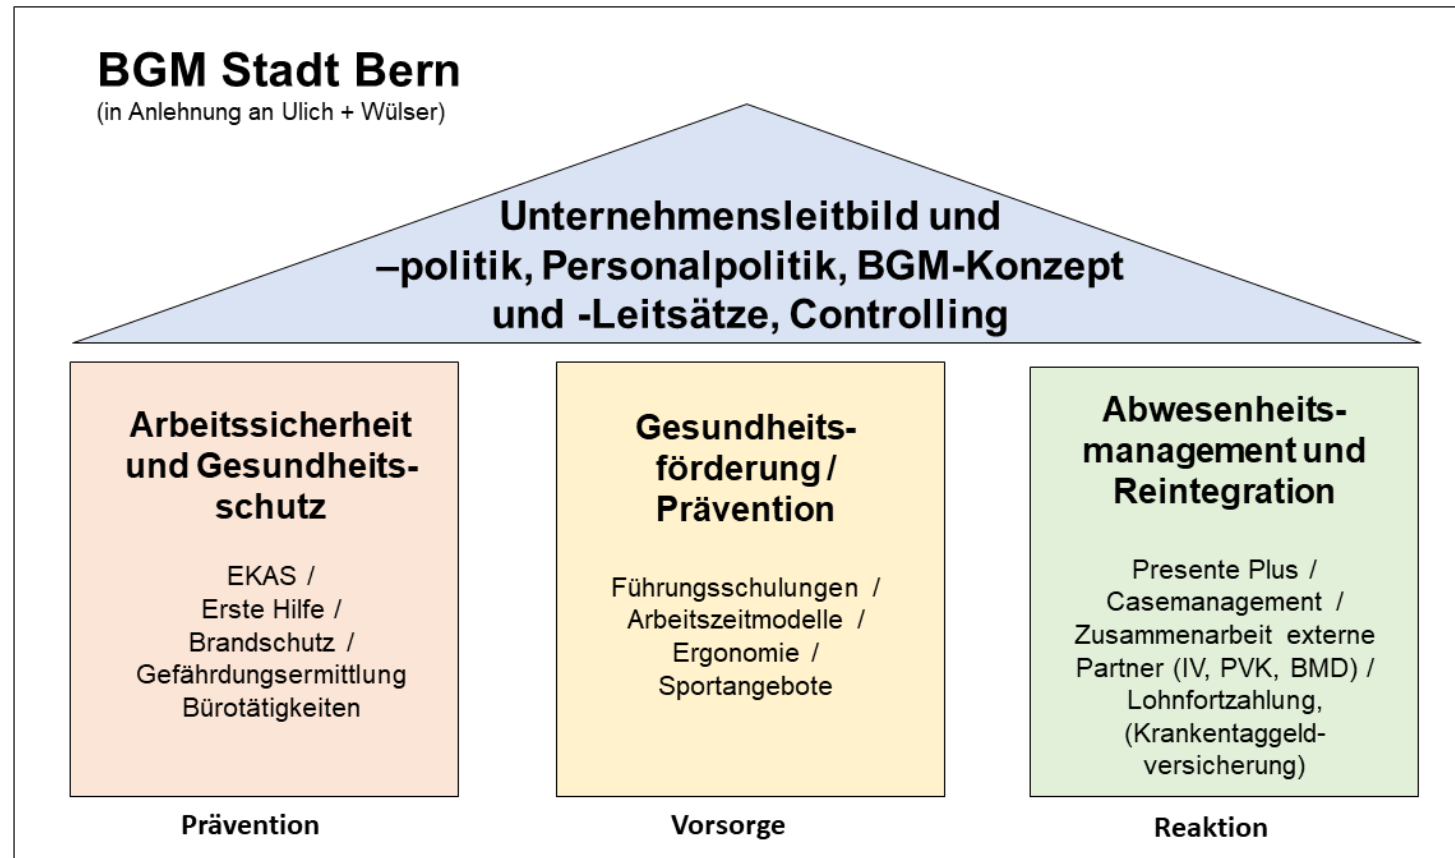 BGM Stadt Bern
(in Anlehnung an Ulich + Wülser)
Unternehmensleitbild und
–politik, Personalpolitik, BGM-Konzept
und -Leitsätze, Controlling
Arbeitssicherheit
und Gesundheits-
schutz
EKAS /
Erste Hilfe /
Brandschutz /
Gefährdungsermittlung
Bürotätigkeiten
Prävention
Gesundheits-
förderung /
Prävention
Führungsschulungen /
Arbeitszeitmodelle /
Ergonomie /
Sportangebote
Vorsorge
Abwesenheits-
management und
Reintegration
Presente Plus /
Casemanagement /
Zusammenarbeit externe
Partner (IV, PVK, BMD) /
Lohnfortzahlung,
(Krankentaggeld-
versicherung)
Reaktion